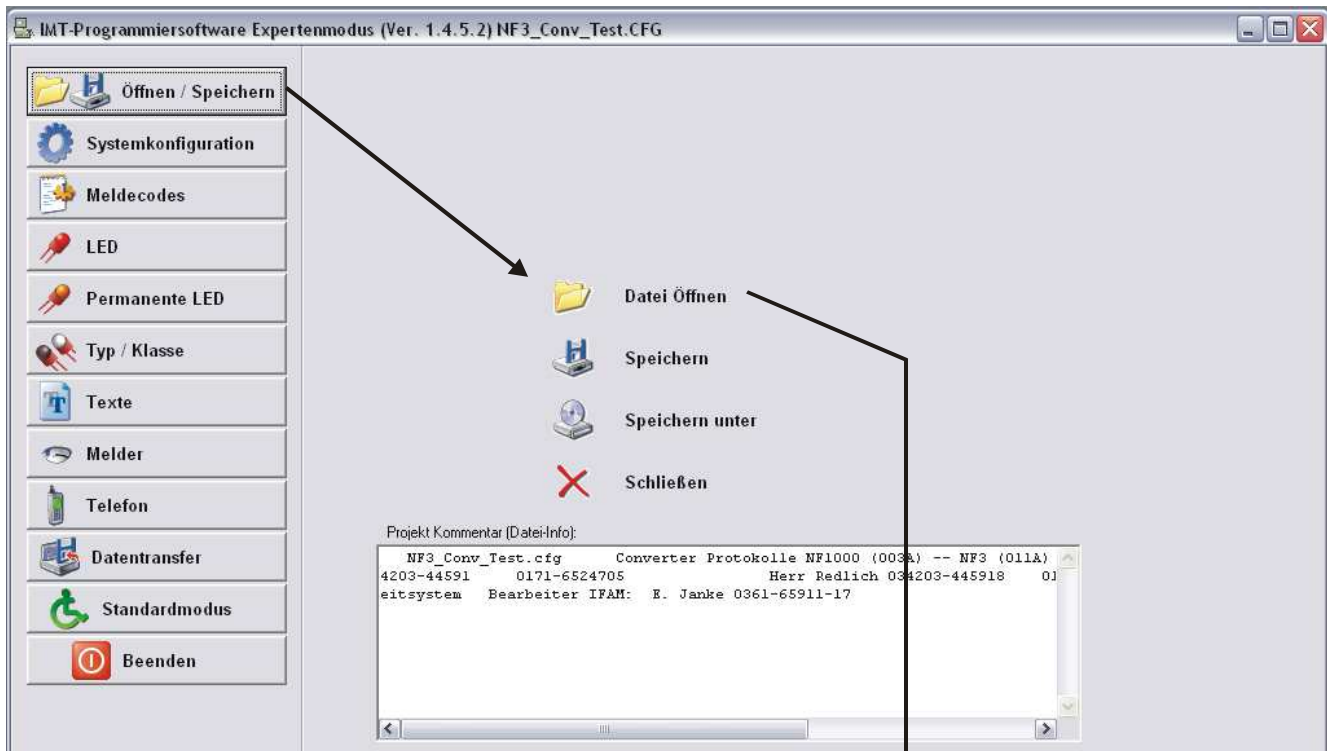 IMT-Programmiersoftware Expertenmodus (Ver. 1.4.5.2) NF3_Conv_Test.CFG
Öffnen / Speichern
Systemkonfiguration
Meldecodes
LED
Permanente LED
Typ / Klasse
Texte
Melder
Telefon
Datentransfer
Standardmodus
Beenden
Datei Öffnen
Speichern
Speichern unter
Schließen
Projekt Kommentar (Datei-Info):
NF3_Conv_Test.cfg Converter Protokolle NF1000 (003A) -- NF3 (011A)
4203-44591 0171-6524705 Herr Redlich 034203-445918 01
eitsystem Bearbeiter IFAM: E. Janke 0361-65911-17